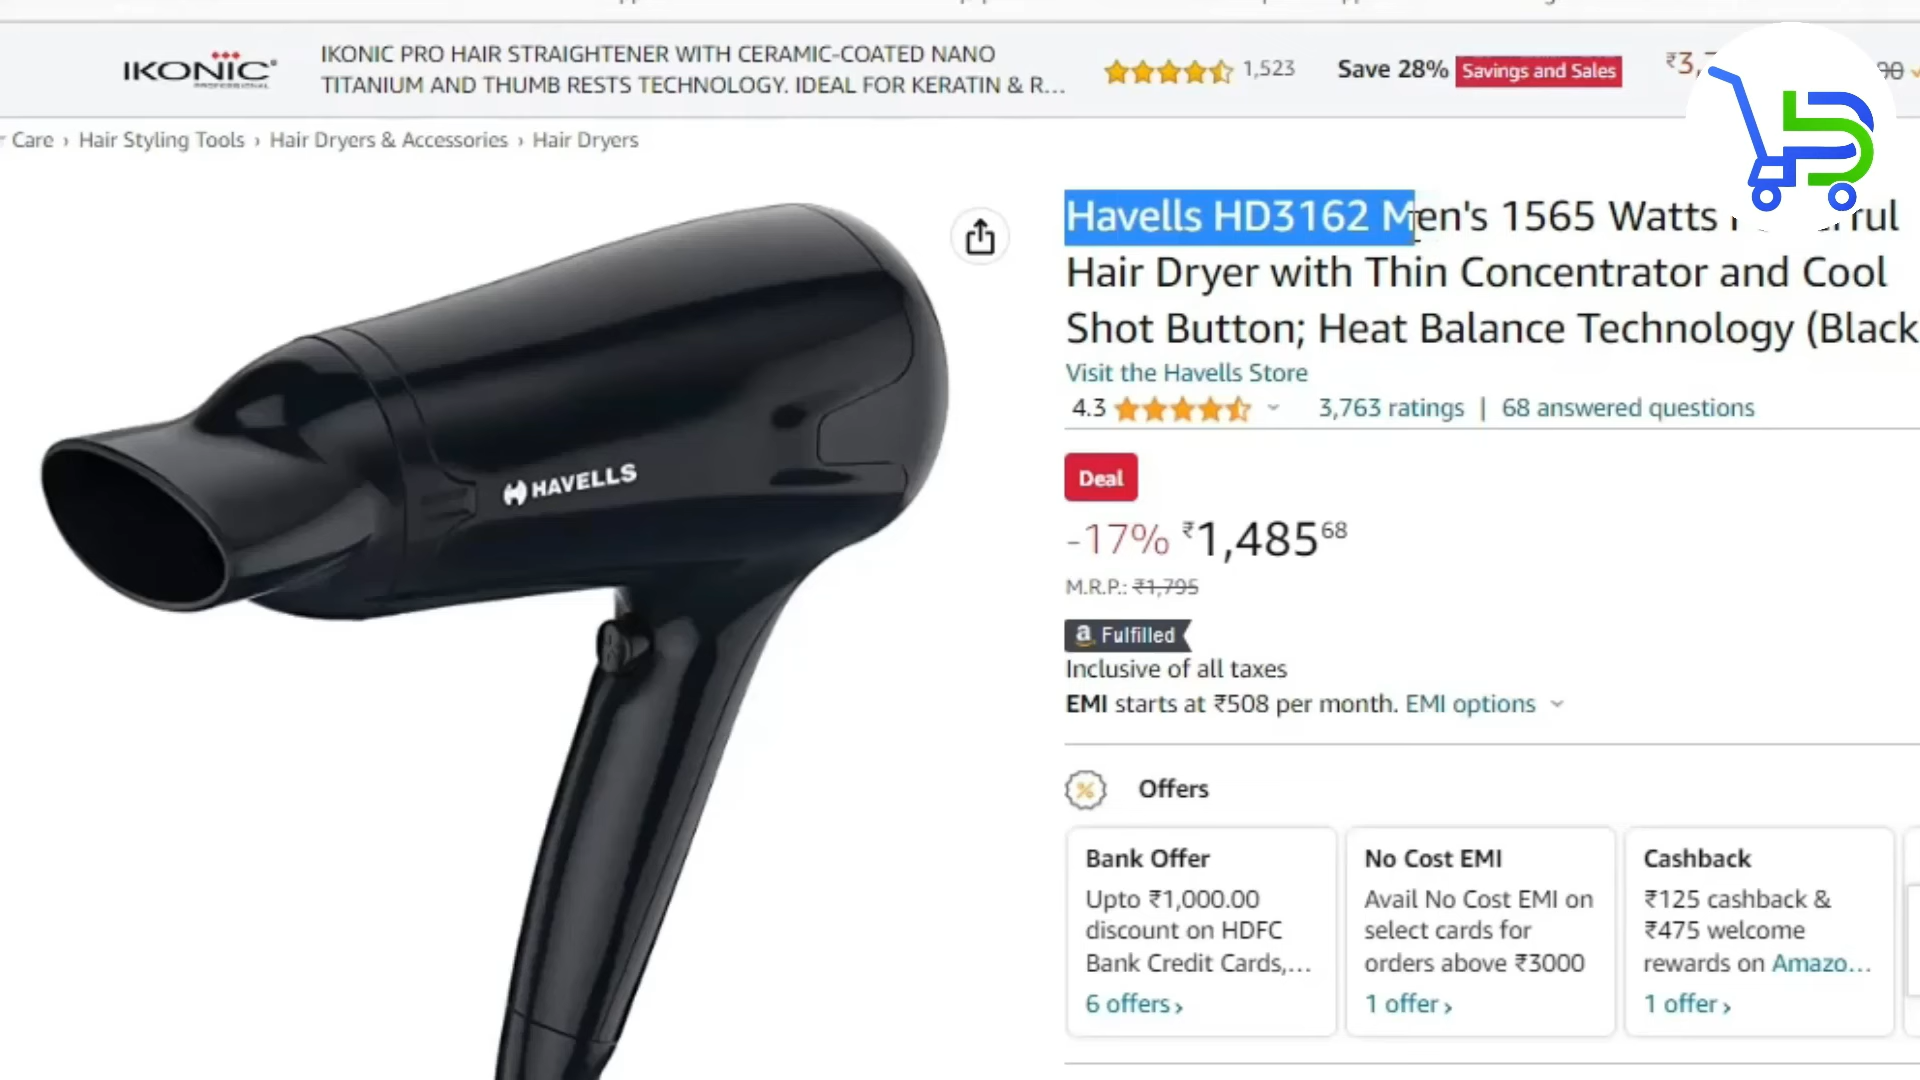 IKONIC
PROFESSIONAL
IKONIC PRO HAIR STRAIGHTENER WITH CERAMIC-COATED NANO
TITANIUM AND THUMB RESTS TECHNOLOGY. IDEAL FOR KERATIN & R...
1,523
Save 28% Savings and Sales
Care › Hair Styling Tools › Hair Dryers & Accessories › Hair Dryers
Havells HD3162 Men's 1565 Watts
Hair Dryer with Thin Concentrator and Cool
Shot Button; Heat Balance Technology (Black
Visit the Havells Store
4.3 3,763 ratings | 68 answered questions
HAVELLS
Deal
-17% ₹1,485 68
M.R.P.: ₹1,795
a Fulfilled
Inclusive of all taxes
EMI starts at ₹508 per month. EMI options
% Offers
Bank Offer
Upto ₹1,000.00
discount on HDFC
Bank Credit Cards,...
6 offers ›
No Cost EMI
Avail No Cost EMI on
select cards for
orders above ₹3000
1 offer ›
Cashback
₹125 cashback &
₹475 welcome
rewards on Amazo...
1 offer ›